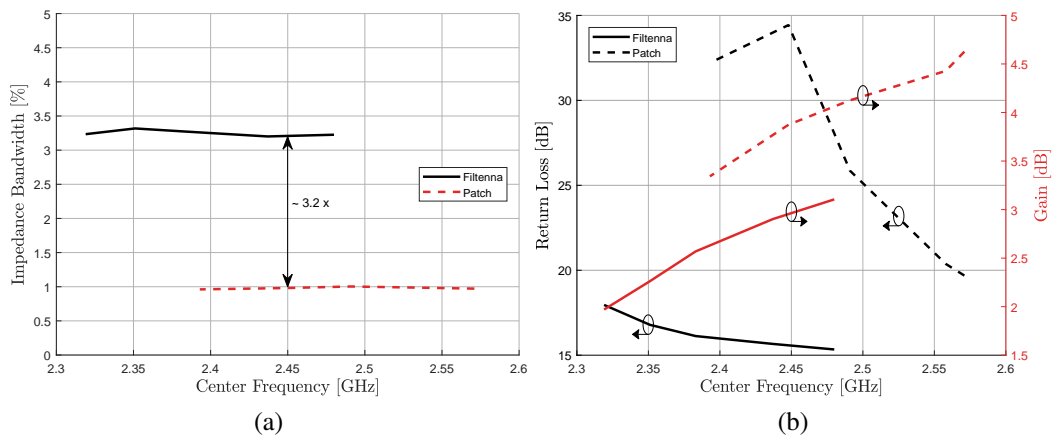 5
4.5
4
3.5
3
2.5
2
1.5
1
0.5
0
Impedance Bandwidth [%]
Filtenna
Patch
~ 3.2 x
2.3 2.35 2.4 2.45 2.5 2.55 2.6
Center Frequency [GHz]
(a)
35
30
25
20
15
Return Loss [dB]
Filtenna
Patch
5
4.5
4
3.5
3
2.5
2
1.5
Gain [dB]
2.3 2.35 2.4 2.45 2.5 2.55 2.6
Center Frequency [GHz]
(b)